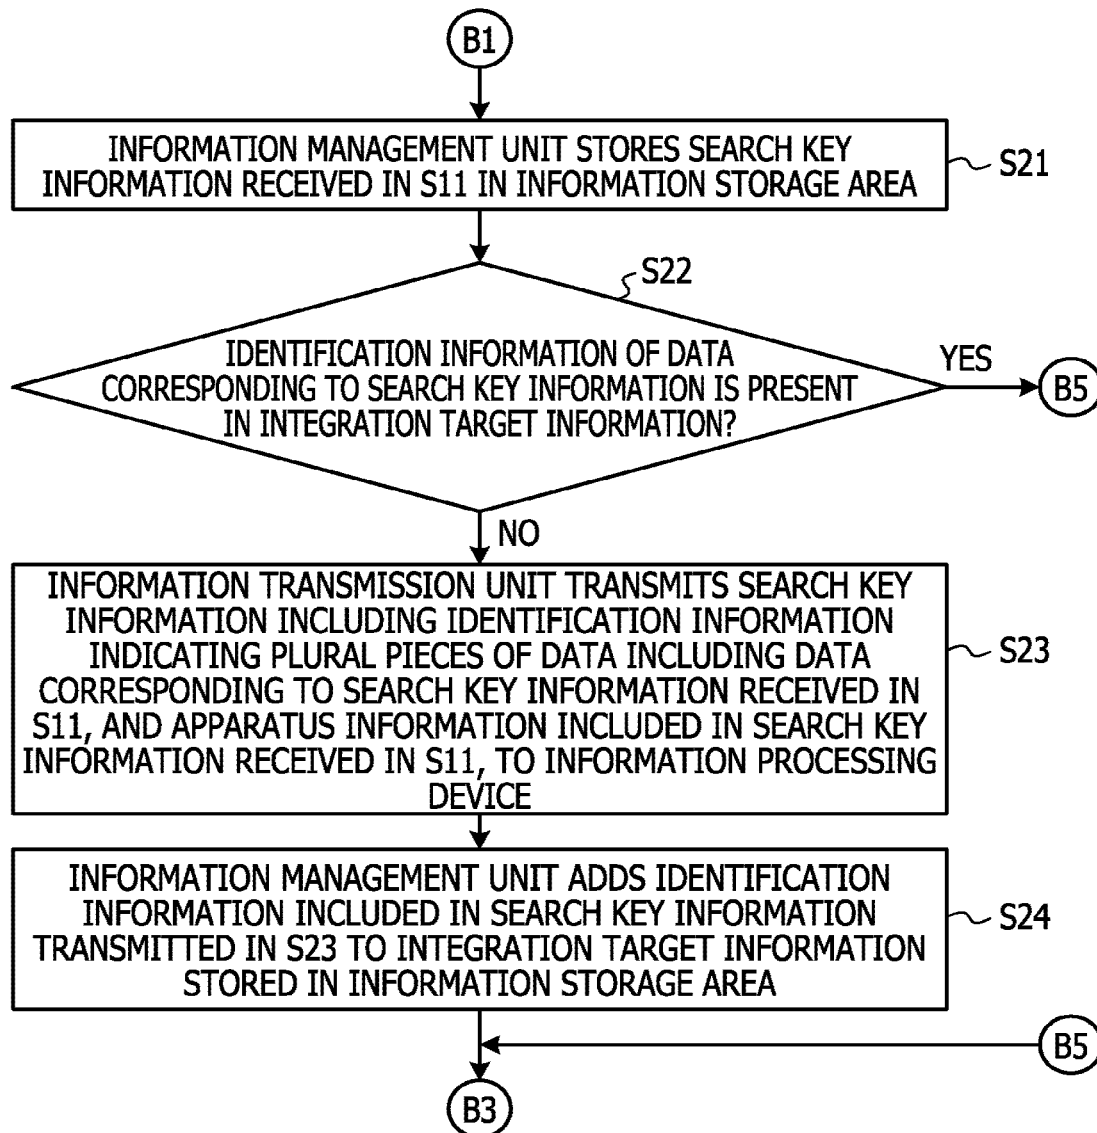 B1
INFORMATION MANAGEMENT UNIT STORES SEARCH KEY
INFORMATION RECEIVED IN S11 IN INFORMATION STORAGE AREA
S21
S22
IDENTIFICATION INFORMATION OF DATA
CORRESPONDING TO SEARCH KEY INFORMATION IS PRESENT
IN INTEGRATION TARGET INFORMATION?
YES
B5
NO
INFORMATION TRANSMISSION UNIT TRANSMITS SEARCH KEY
INFORMATION INCLUDING IDENTIFICATION INFORMATION
INDICATING PLURAL PIECES OF DATA INCLUDING DATA
CORRESPONDING TO SEARCH KEY INFORMATION RECEIVED IN
S11, AND APPARATUS INFORMATION INCLUDED IN SEARCH KEY
INFORMATION RECEIVED IN S11, TO INFORMATION PROCESSING
DEVICE
S23
INFORMATION MANAGEMENT UNIT ADDS IDENTIFICATION
INFORMATION INCLUDED IN SEARCH KEY INFORMATION
TRANSMITTED IN S23 TO INTEGRATION TARGET INFORMATION
STORED IN INFORMATION STORAGE AREA
S24
B5
B3